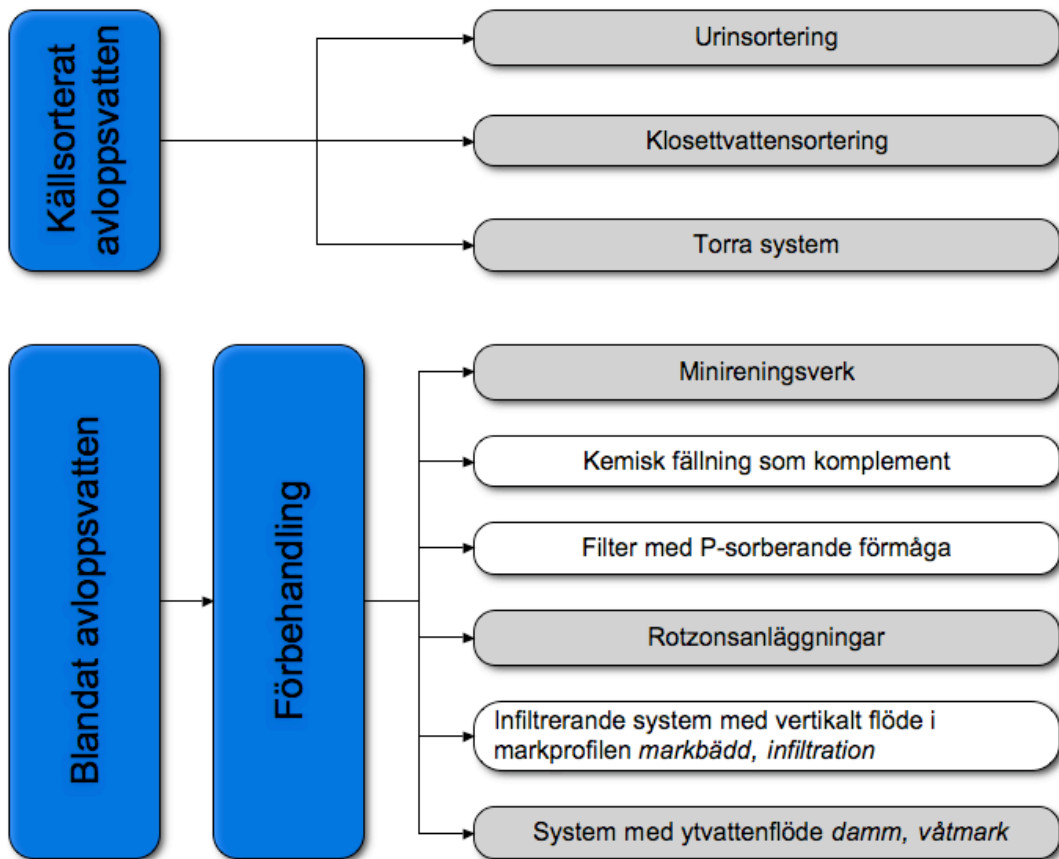 Källsorterat
avloppsvatten
Urinsortering
Klosettvattensortering
Torra system
Blandat avloppsvatten
Förbehandling
Minireningsverk
Kemisk fällning som komplement
Filter med P-sorberande förmåga
Rotzonsanläggningar
Infiltrerande system med vertikalt flöde i
markprofilen markbädd, infiltration
System med ytvattenflöde damm, våtmark